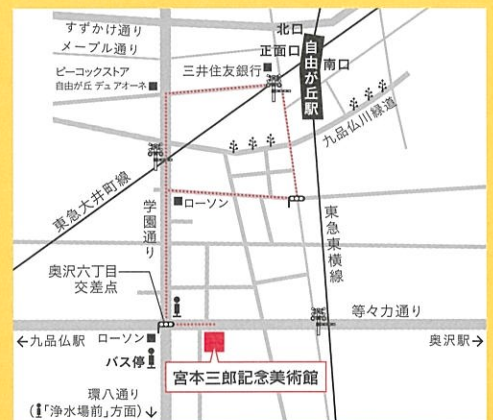 すずかけ通り
メープル通り
北口
正面口
自由が丘駅
南口
ピーコックストア
自由が丘 デュアオーネ
三井住友銀行
九品仏川緑道
東急大井町線
学園通り
ローソン
東急東横線
奥沢六丁目
交差点
等々力通り
←九品仏駅
ローソン
奥沢駅→
バス停
宮本三郎記念美術館
環八通り
(「浄水場前」方面)↓